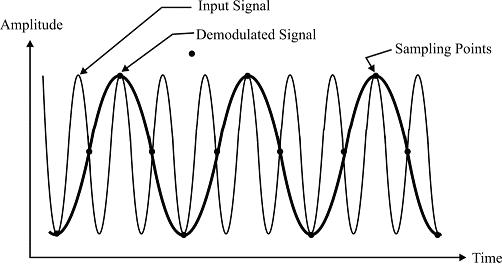 Input Signal
Amplitude
Demodulated Signal
Sampling Points
Time